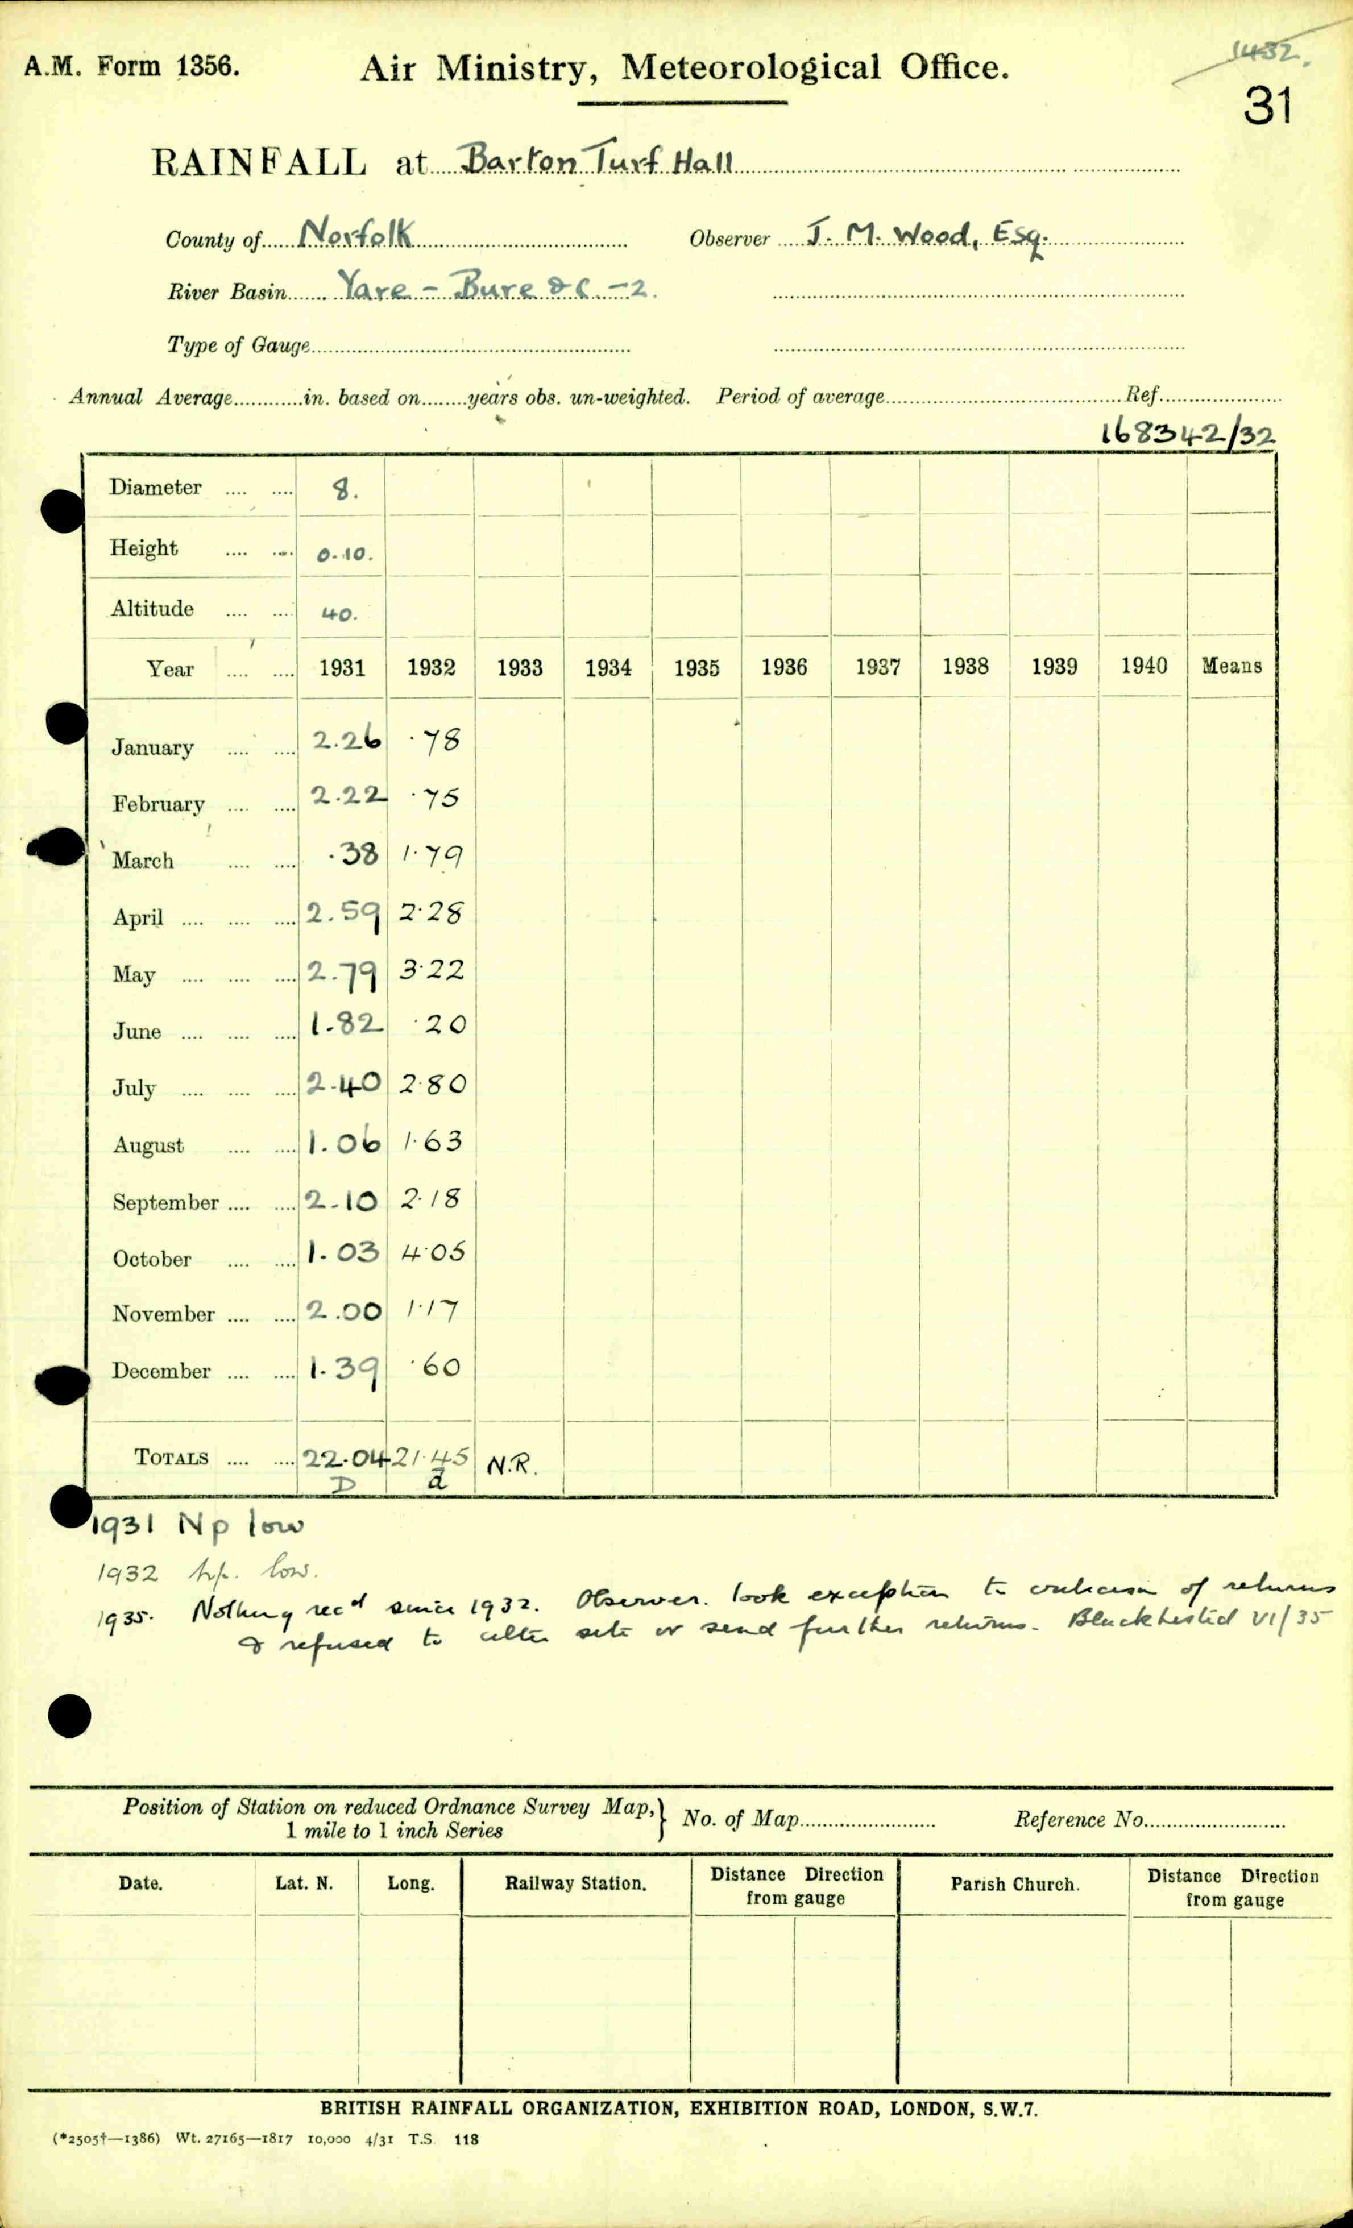 A.M. Form 1356.
Air Ministry, Meteorological Office.
1432.
31
RAINFALL at Barton Turf Hall
County of Norfolk Observer J. M. Wood, Esq.
River Basin Yare - Bure &c. -2.
Type of Gauge
Annual Average in. based on years obs. un-weighted. Period of average Ref.
168342/32
Diameter 8.
Height 0.10.
Altitude 40.
Year 1931 1932 1933 1934 1935 1936 1937 1938 1939 1940 Means
January 2.26 .78
February 2.22 .75
March .38 1.79
April 2.59 2.28
May 2.79 3.22
June 1.82 .20
July 2.40 2.80
August 1.06 1.63
September 2.10 2.18
October 1.03 4.05
November 2.00 1.17
December 1.39 .60
TOTALS 22.04 21.45 N.R.
D d
1931 Np low
1932 Np. low.
1935. Nothing recd since 1932. Observer took exception to criticism of returns
& refused to alter site or send further returns. Blacklisted VI/35
Position of Station on reduced Ordnance Survey Map, } No. of Map Reference No.
1 mile to 1 inch Series
Date. Lat. N. Long. Railway Station. Distance Direction from gauge Parish Church. Distance Direction from gauge
BRITISH RAINFALL ORGANIZATION, EXHIBITION ROAD, LONDON, S.W.7.
(*2505†—1386) Wt. 27165—1817 10,000 4/31 T.S. 118